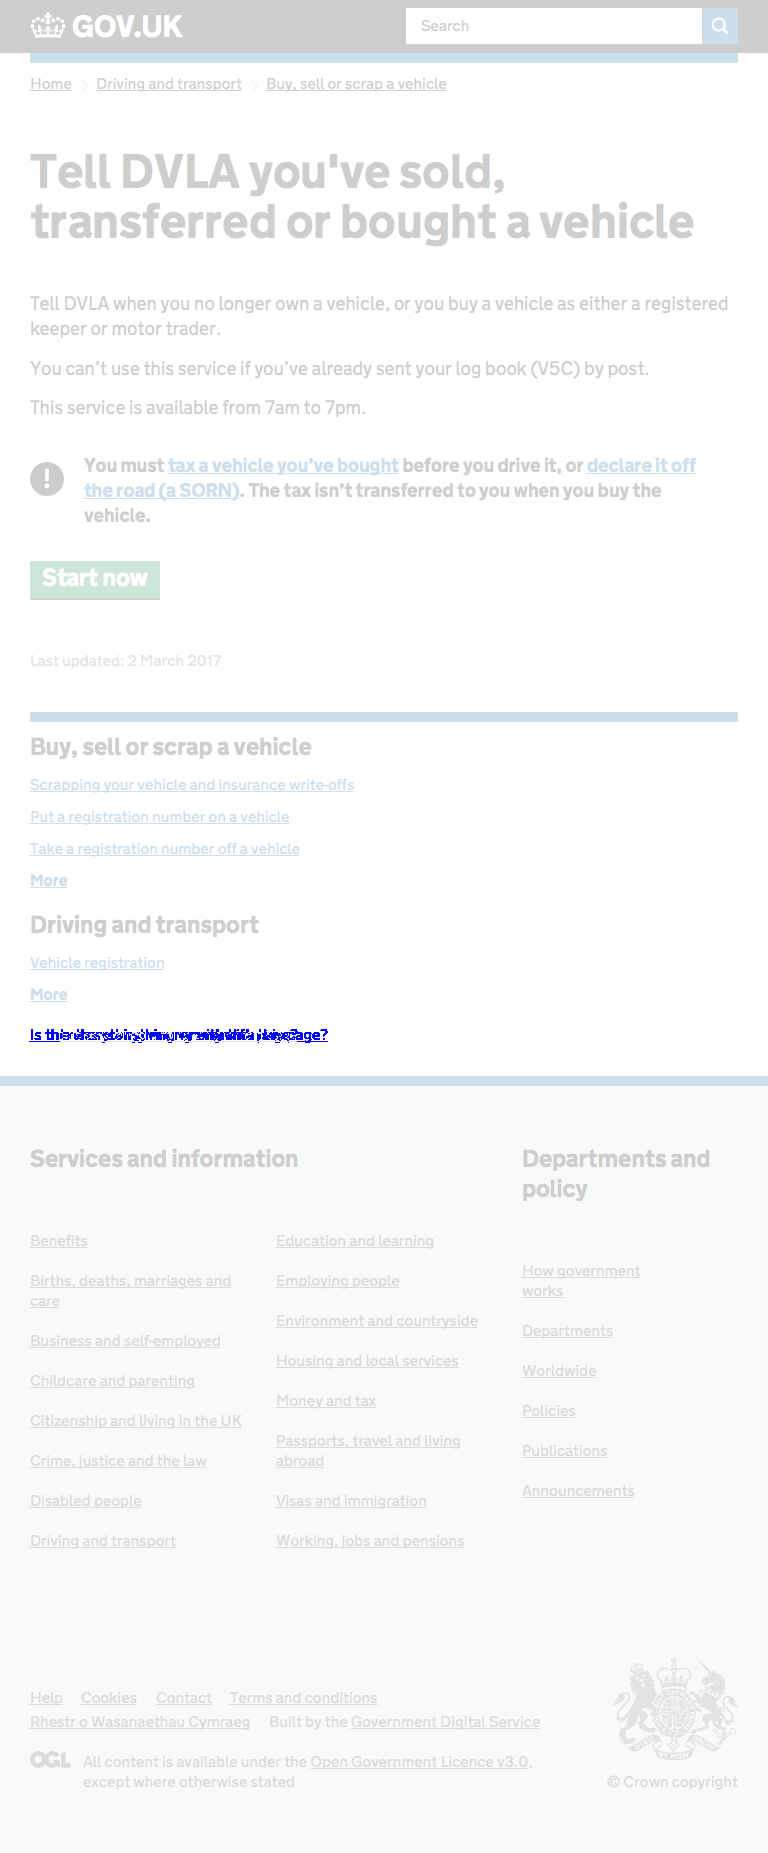 GOV.UK
Search
Home
Driving and transport
Buy, sell or scrap a vehicle
Tell DVLA you've sold,
transferred or bought a vehicle
Tell DVLA when you no longer own a vehicle, or you buy a vehicle as either a registered
keeper or motor trader.
You can’t use this service if you’ve already sent your log book (V5C) by post.
This service is available from 7am to 7pm.
You must tax a vehicle you’ve bought before you drive it, or declare it off
the road (a SORN). The tax isn’t transferred to you when you buy the
vehicle.
Start now
Last updated: 2 March 2017
Buy, sell or scrap a vehicle
Scrapping your vehicle and insurance write-offs
Put a registration number on a vehicle
Take a registration number off a vehicle
More
Driving and transport
Vehicle registration
More
Services and information
Benefits
Births, deaths, marriages and
care
Business and self-employed
Childcare and parenting
Citizenship and living in the UK
Crime, justice and the law
Disabled people
Driving and transport
Education and learning
Employing people
Environment and countryside
Housing and local services
Money and tax
Passports, travel and living
abroad
Visas and immigration
Working, jobs and pensions
Departments and
policy
How government
works
Departments
Worldwide
Policies
Publications
Announcements
Help
Cookies
Contact
Terms and conditions
Rhestr o Wasanaethau Cymraeg
Built by the Government Digital Service
OGL
All content is available under the Open Government Licence v3.0,
except where otherwise stated
© Crown copyright